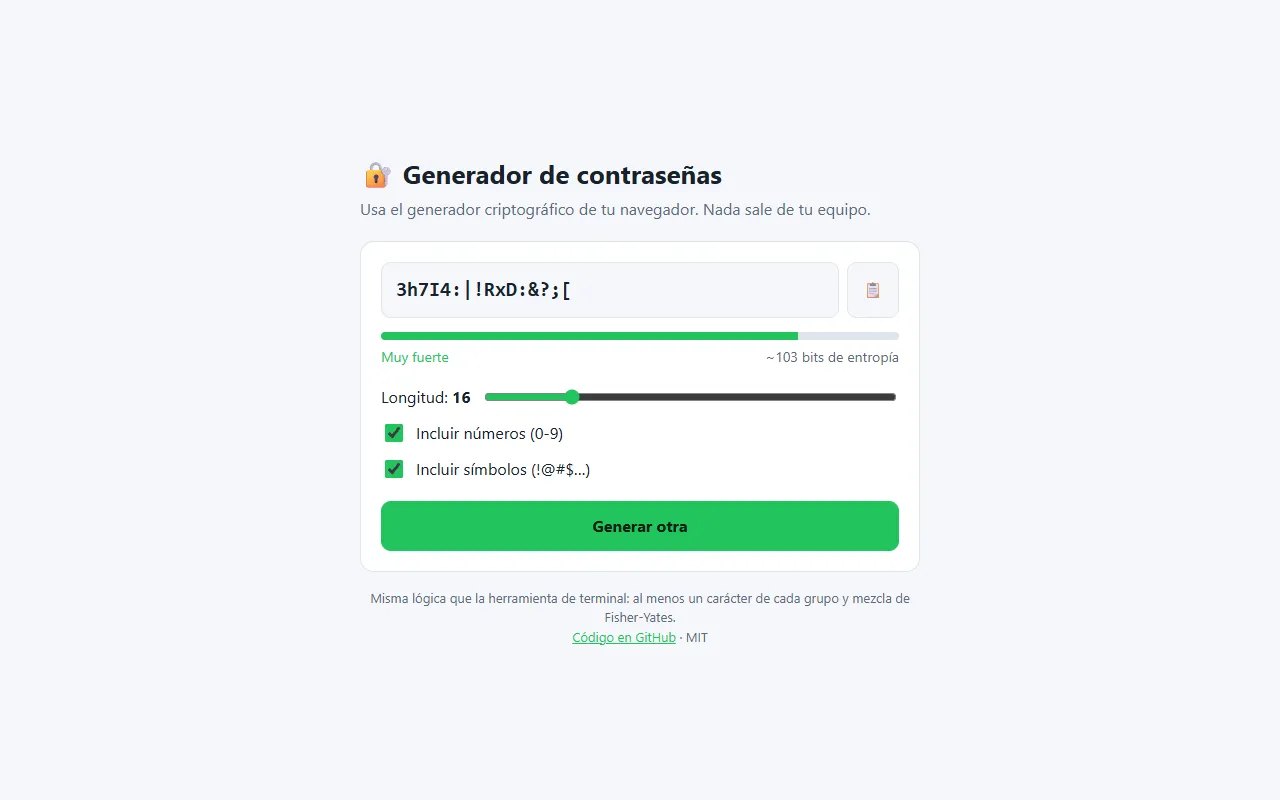 Generador de contraseñas
Usa el generador criptográfico de tu navegador. Nada sale de tu equipo.
3h7I4:|!RxD:&?;[
Muy fuerte
~103 bits de entropía
Longitud: 16
Incluir números (0-9)
Incluir símbolos (!@#$...)
Generar otra
Misma lógica que la herramienta de terminal: al menos un carácter de cada grupo y mezcla de
Fisher-Yates.
Código en GitHub · MIT